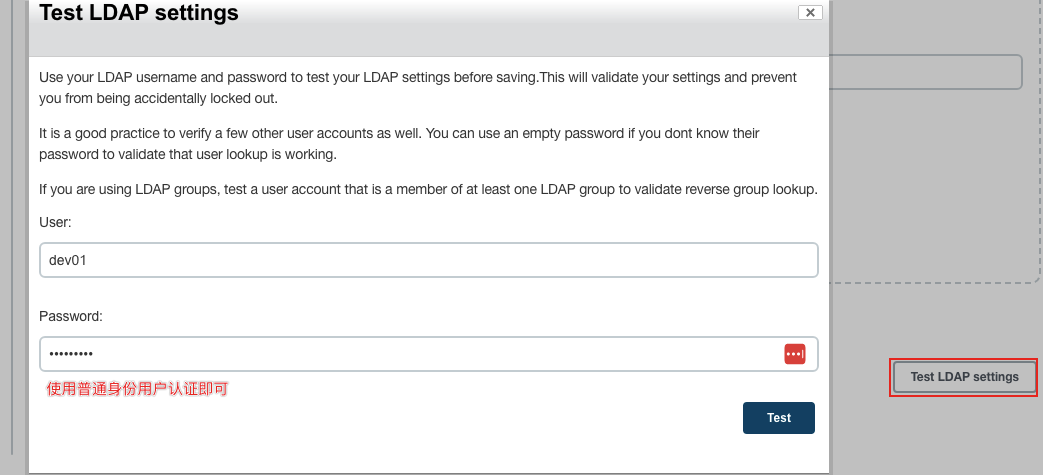 Test LDAP settings
Use your LDAP username and password to test your LDAP settings before saving.This will validate your settings and prevent
you from being accidentally locked out.
It is a good practice to verify a few other user accounts as well. You can use an empty password if you dont know their
password to validate that user lookup is working.
If you are using LDAP groups, test a user account that is a member of at least one LDAP group to validate reverse group lookup.
User:
dev01
Password:
•••••••••
使用普通身份用户认证即可
Test LDAP settings
Test